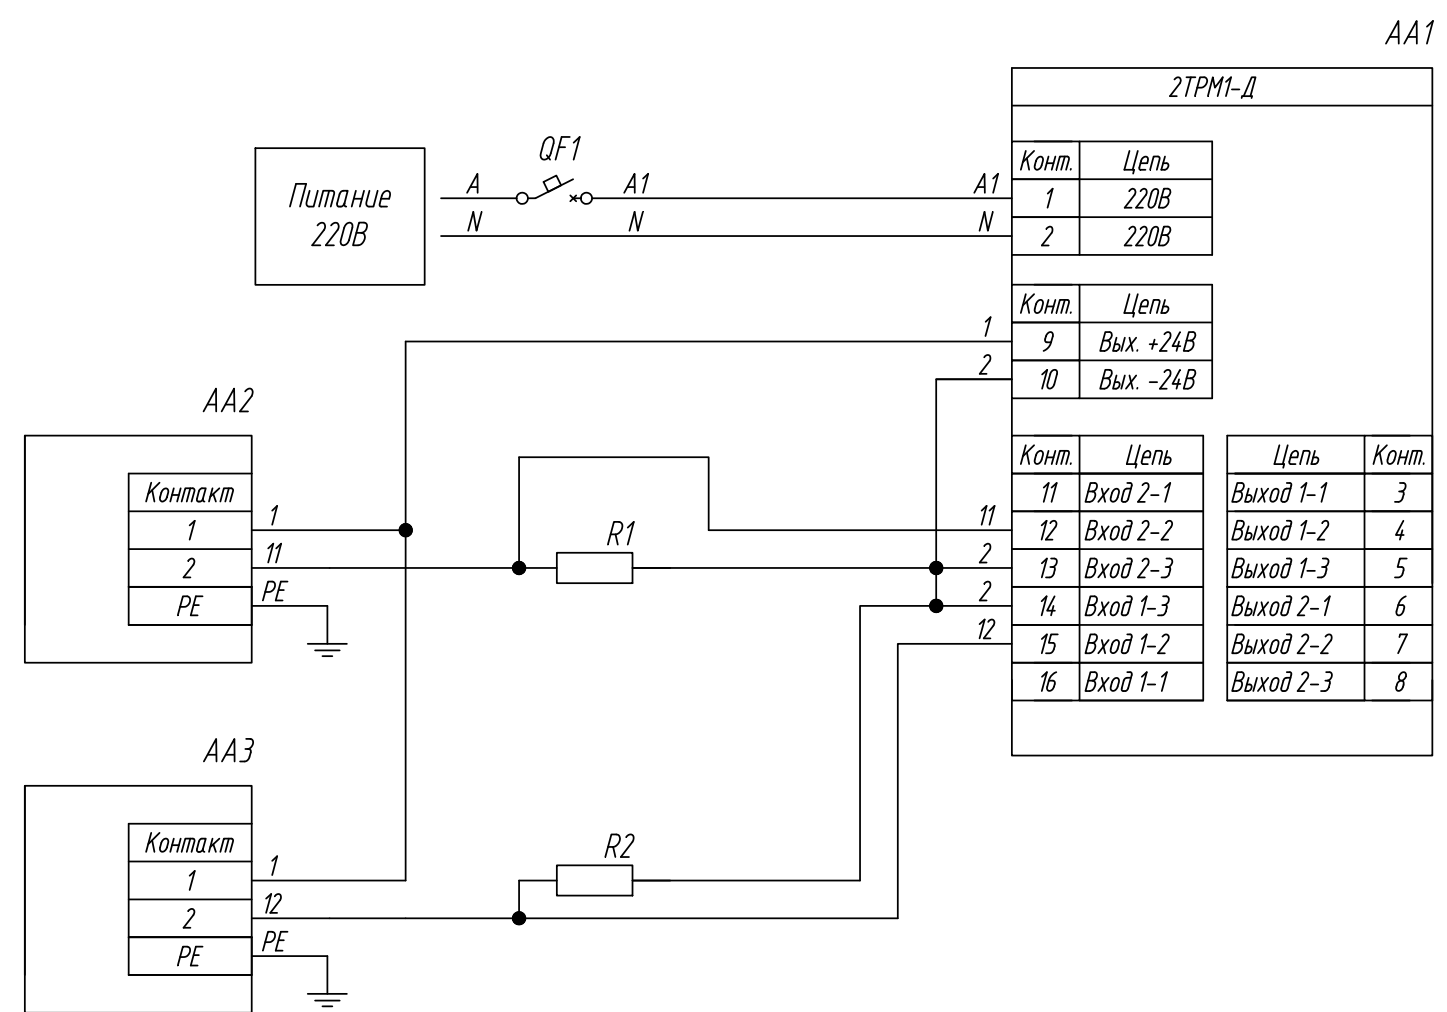 AA1
2ТРМ1-Д
QF1
Питание
220В
A
A1
A1
N
N
N
Конт. Цепь
1 220В
2 220В
Конт. Цепь
1
9 Вых. +24В
2
10 Вых. -24В
AA2
Контакт
1
1
2
11
PE
PE
R1
Конт. Цепь
11 Вход 2-1
11
12 Вход 2-2
2
13 Вход 2-3
2
14 Вход 1-3
12
15 Вход 1-2
16 Вход 1-1
Цепь Конт.
Выход 1-1 3
Выход 1-2 4
Выход 1-3 5
Выход 2-1 6
Выход 2-2 7
Выход 2-3 8
AA3
Контакт
1
1
2
12
PE
PE
R2